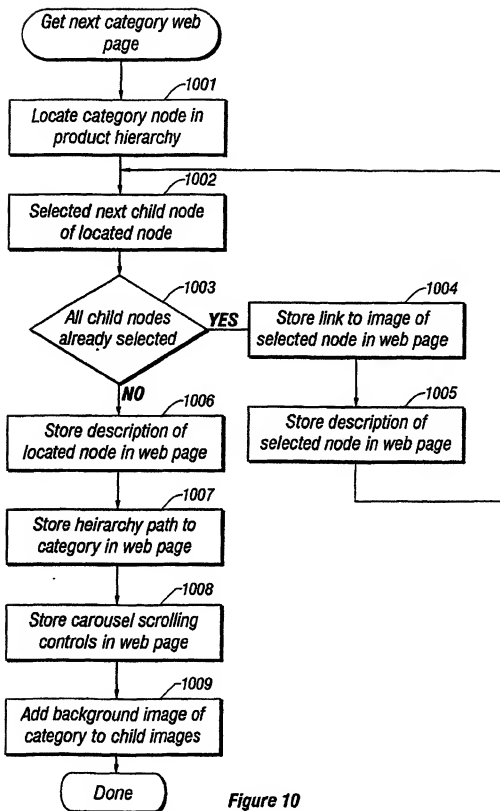 Get next category web
page
1001
Locate category node in
product hierarchy
1002
Selected next child node
of located node
1003
All child nodes
already selected
YES
1004
Store link to image of
selected node in web page
1005
Store description of
selected node in web page
NO
1006
Store description of
located node in web page
1007
Store heirarchy path to
category in web page
1008
Store carousel scrolling
controls in web page
1009
Add background image of
category to child images
Done
Figure 10